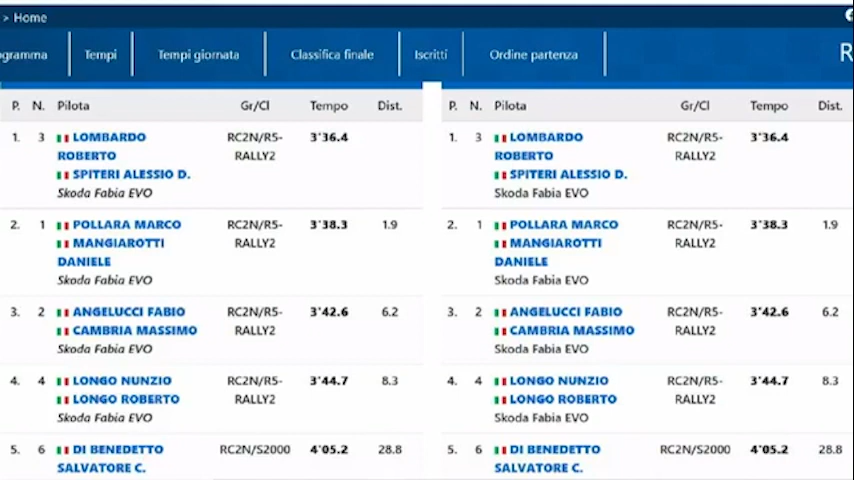 > Home
ogramma Tempi Tempi giornata Classifica finale Iscritti Ordine partenza R
P. N. Pilota Gr/Cl Tempo Dist.
1. 3 LOMBARDO RC2N/R5- 3'36.4
ROBERTO RALLY2
SPITERI ALESSIO D.
Skoda Fabia EVO
2. 1 POLLARA MARCO RC2N/R5- 3'38.3 1.9
MANGIAROTTI RALLY2
DANIELE
Skoda Fabia EVO
3. 2 ANGELUCCI FABIO RC2N/R5- 3'42.6 6.2
CAMBRIA MASSIMO RALLY2
Skoda Fabia EVO
4. 4 LONGO NUNZIO RC2N/R5- 3'44.7 8.3
LONGO ROBERTO RALLY2
Skoda Fabia EVO
5. 6 DI BENEDETTO RC2N/S2000 4'05.2 28.8
SALVATORE C.
P. N. Pilota Gr/Cl Tempo Dist.
1. 3 LOMBARDO RC2N/R5- 3'36.4
ROBERTO RALLY2
SPITERI ALESSIO D.
Skoda Fabia EVO
2. 1 POLLARA MARCO RC2N/R5- 3'38.3 1.9
MANGIAROTTI RALLY2
DANIELE
Skoda Fabia EVO
3. 2 ANGELUCCI FABIO RC2N/R5- 3'42.6 6.2
CAMBRIA MASSIMO RALLY2
Skoda Fabia EVO
4. 4 LONGO NUNZIO RC2N/R5- 3'44.7 8.3
LONGO ROBERTO RALLY2
Skoda Fabia EVO
5. 6 DI BENEDETTO RC2N/S2000 4'05.2 28.8
SALVATORE C.